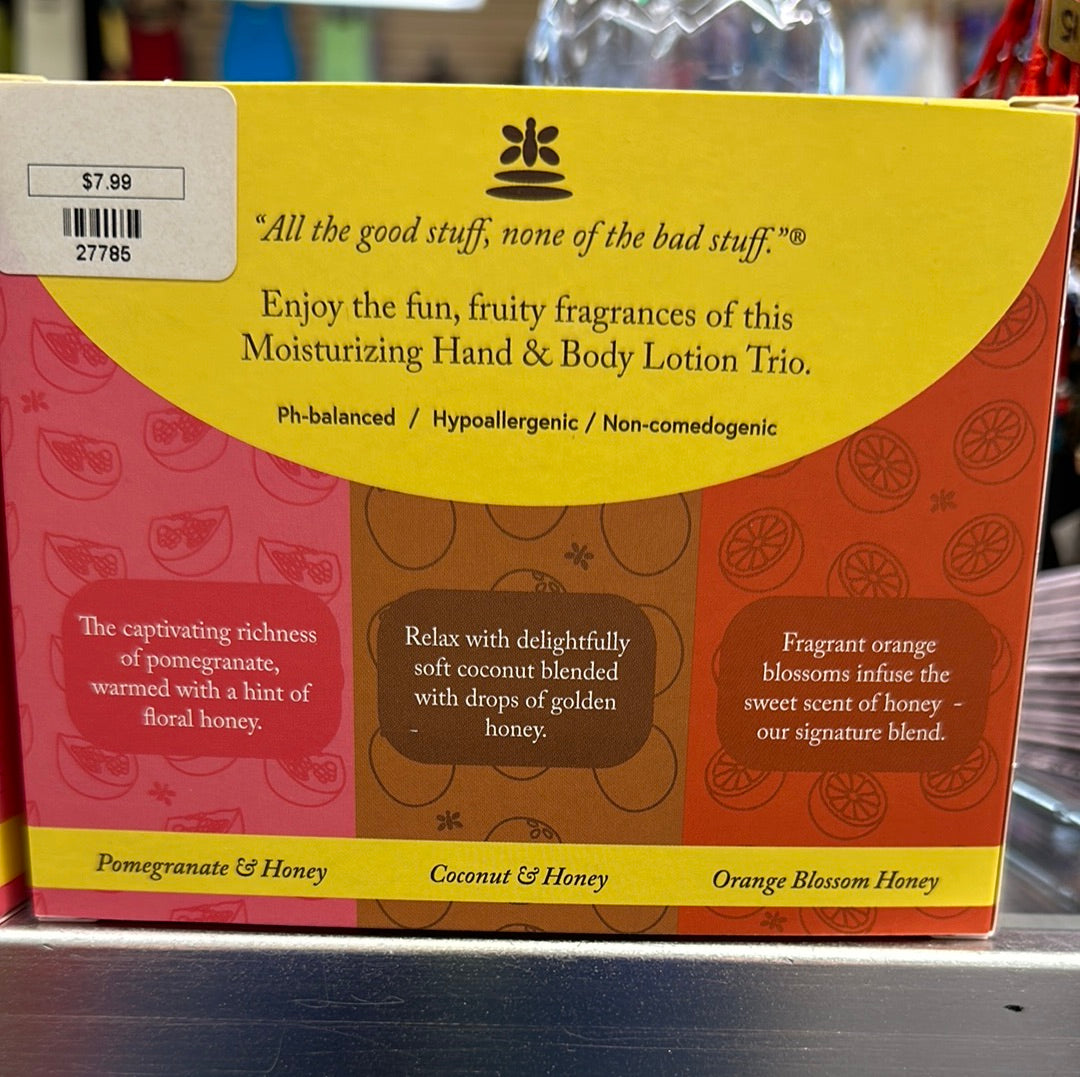 $7.99
27785
“All the good stuff, none of the bad stuff.”®
Enjoy the fun, fruity fragrances of this
Moisturizing Hand & Body Lotion Trio.
Ph-balanced / Hypoallergenic / Non-comedogenic
The captivating richness
of pomegranate,
warmed with a hint of
floral honey.
Relax with delightfully
soft coconut blended
with drops of golden
honey.
Fragrant orange
blossoms infuse the
sweet scent of honey -
our signature blend.
Pomegranate & Honey
Coconut & Honey
Orange Blossom Honey